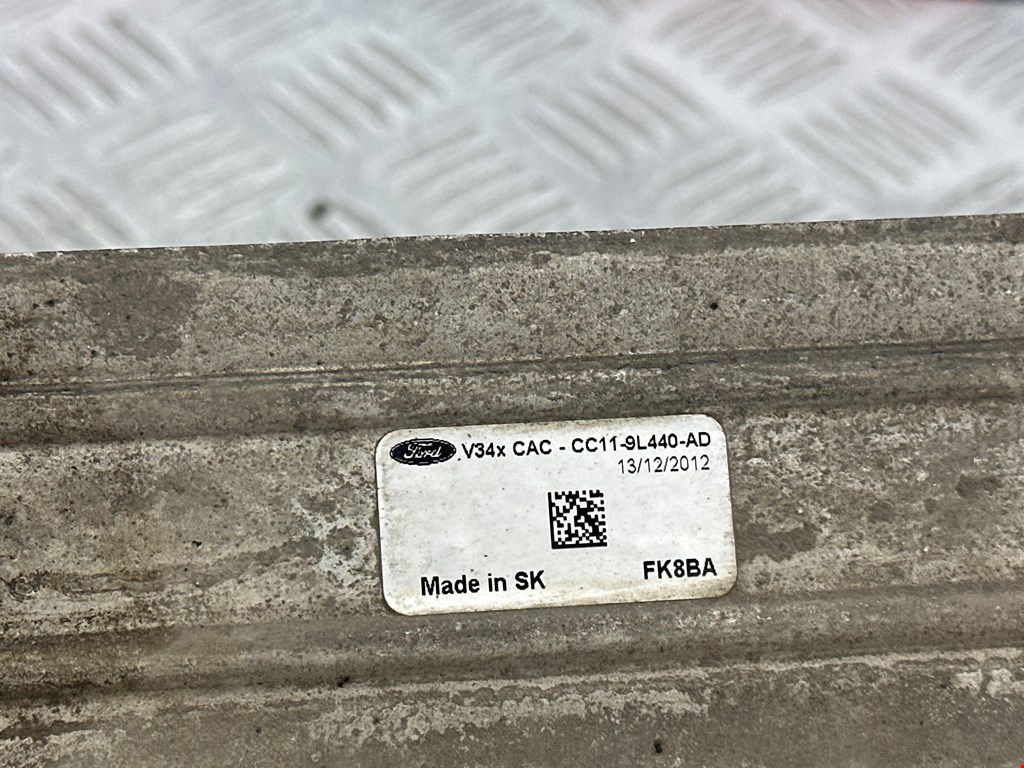 Ford V34x CAC - CC11-9L440-AD
13/12/2012
Made in SK FK8BA